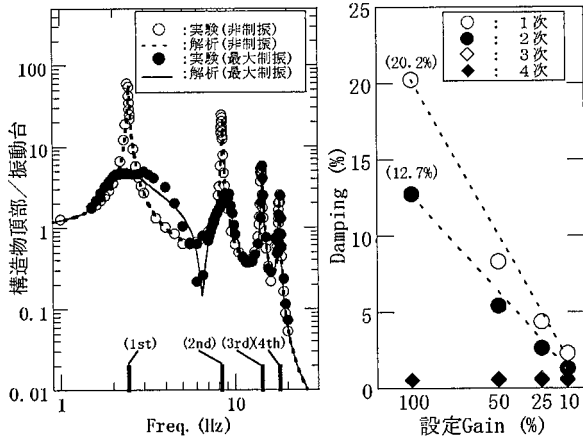 ○ :実験(非制振)
:解析(非制振)
● :実験(最大制振)
:解析(最大制振)
構造物頂部/振動台
100
10
1
0.1
0.01
(1st)
(2nd)
(3rd)(4th)
1
10
Freq.(Hz)
○ : 1次
● : 2次
◇ : 3次
◆ : 4次
Damping (%)
25
20
15
10
5
0
(20.2%)
(12.7%)
100
50
25
10
設定Gain (%)